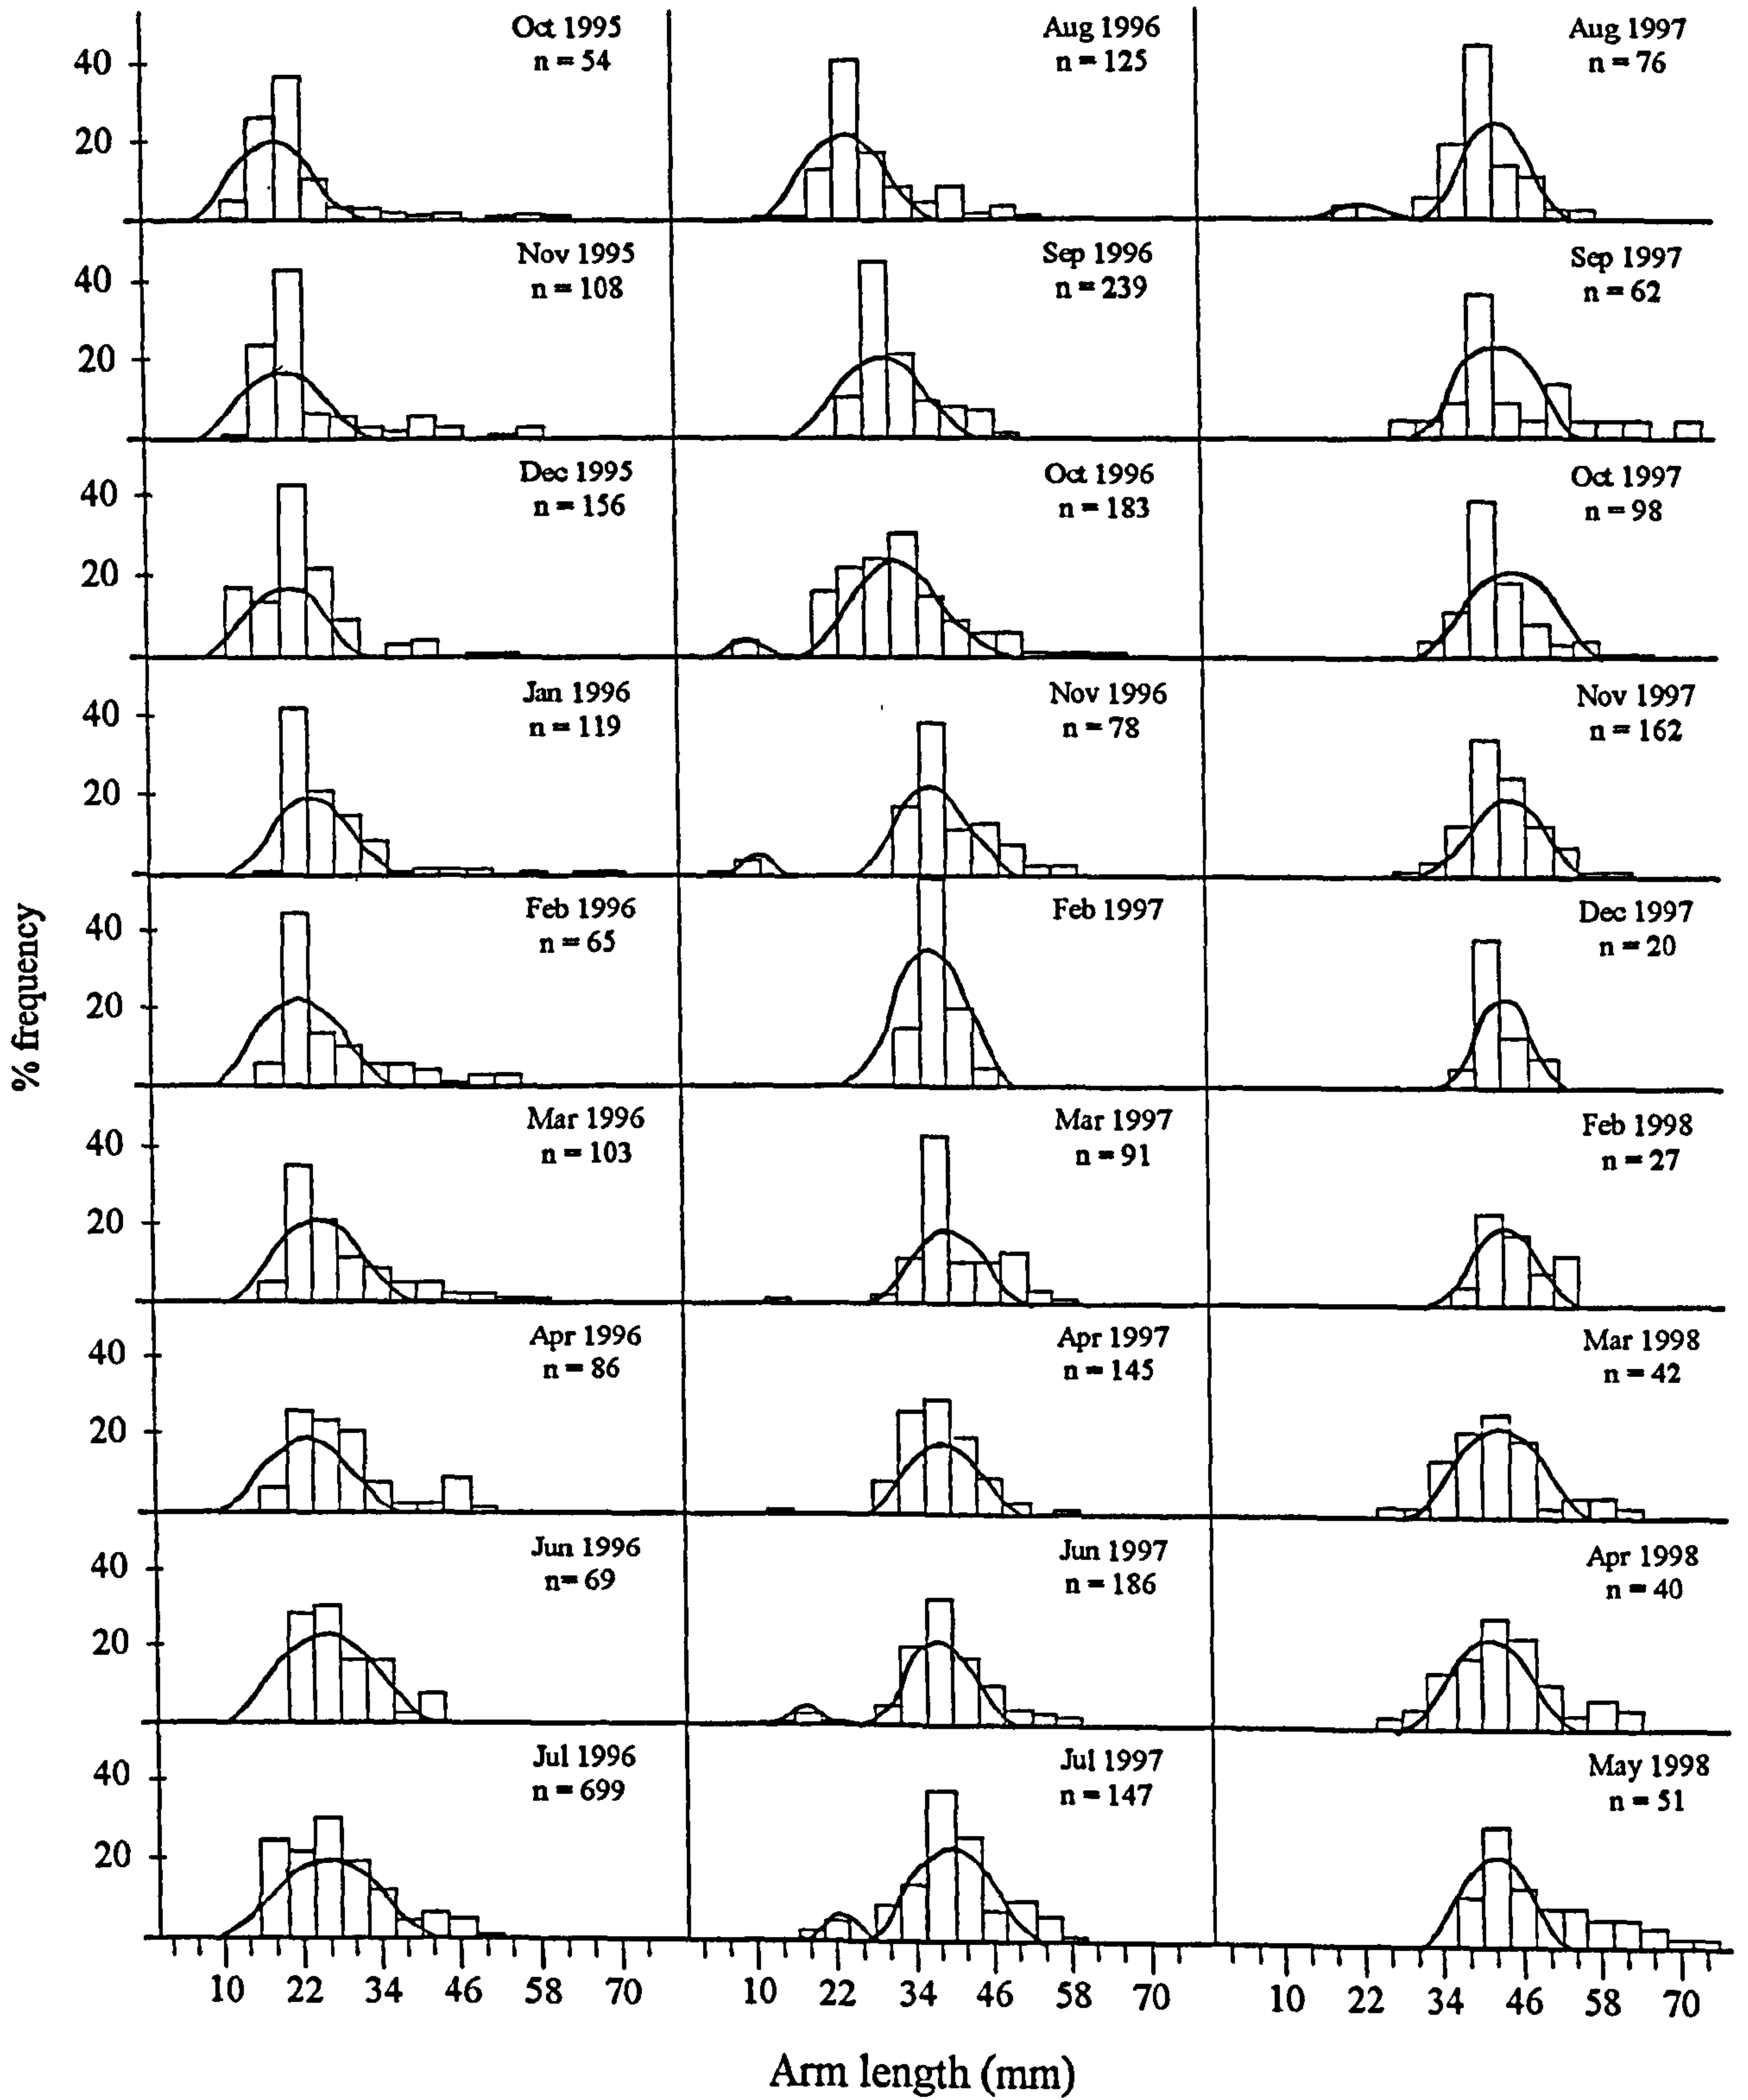 Oct 1995
n = 54
40
20
Aug 1996
n = 125
Aug 1997
n = 76
Nov 1995
n = 108
40
20
Sep 1996
n = 239
Sep 1997
n = 62
Dec 1995
n = 156
40
20
Oct 1996
n = 183
Oct 1997
n = 98
Jan 1996
n = 119
40
20
Nov 1996
n = 78
Nov 1997
n = 162
Feb 1996
n = 65
40
20
Feb 1997
Dec 1997
n = 20
% frequency
Mar 1996
n = 103
40
20
Mar 1997
n = 91
Feb 1998
n = 27
Apr 1996
n = 86
40
20
Apr 1997
n = 145
Mar 1998
n = 42
Jun 1996
n= 69
40
20
Jun 1997
n = 186
Apr 1998
n = 40
Jul 1996
n = 699
40
20
Jul 1997
n = 147
May 1998
n = 51
10 22 34 46 58 70 10 22 34 46 58 70 10 22 34 46 58 70
Arm length (mm)